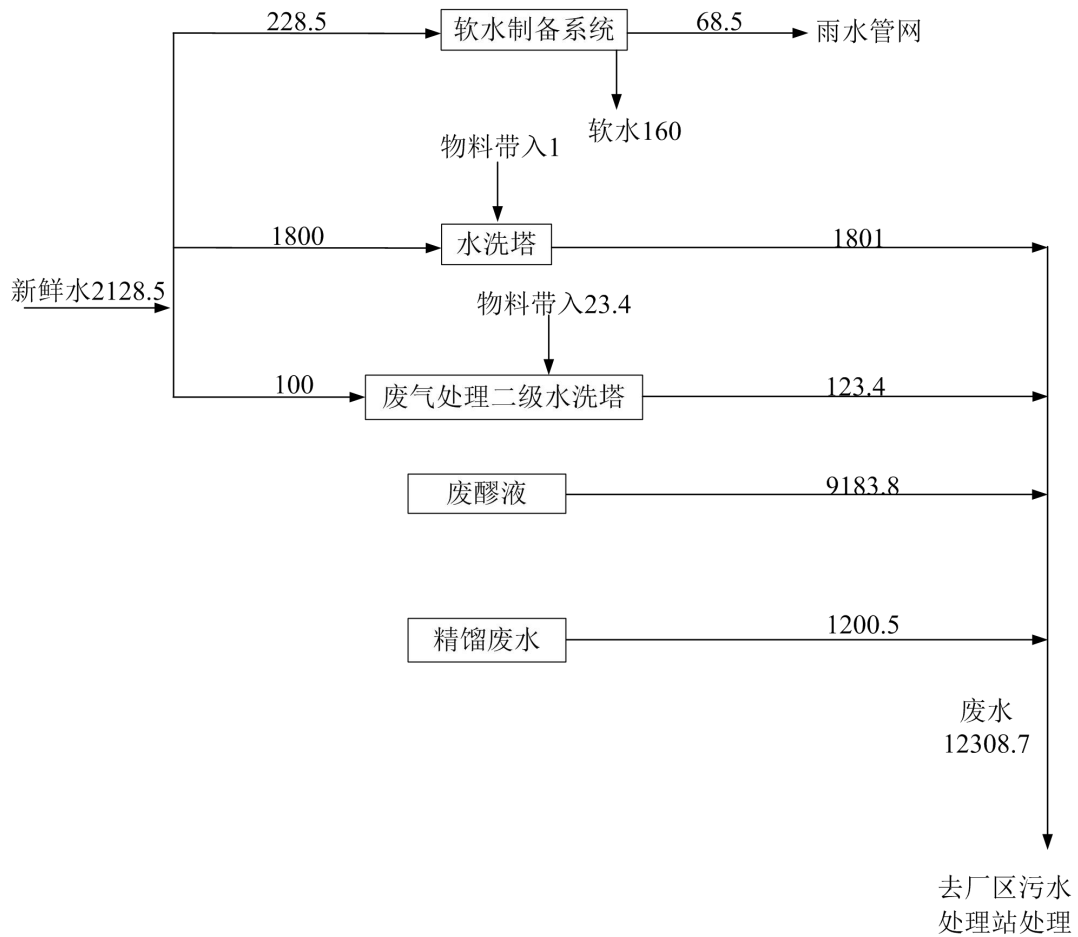 228.5
软水制备系统
68.5
雨水管网
软水160
物料带入1
1800
水洗塔
1801
新鲜水2128.5
物料带入23.4
100
废气处理二级水洗塔
123.4
废醪液
9183.8
精馏废水
1200.5
废水
12308.7
去厂区污水
处理站处理